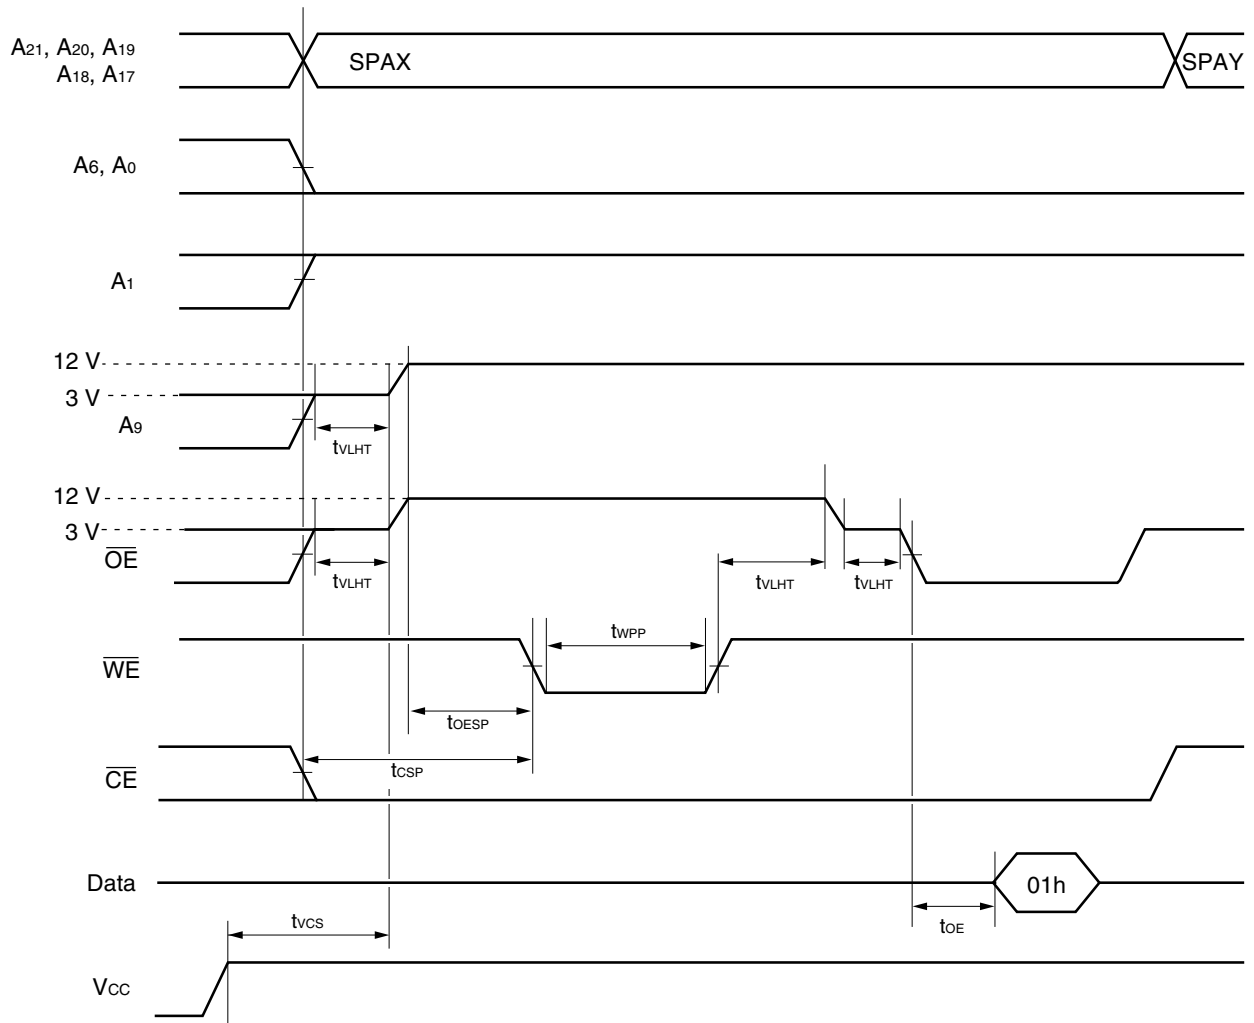 A21, A20, A19
A18, A17
SPAX
SPAY
A6, A0
A1
12 V
3 V
A9
tVLHT
12 V
3 V
OE
tVLHT
tVLHT
tVLHT
WE
tWPP
tOESP
CE
tCSP
Data
01h
tOE
tVCS
VCC